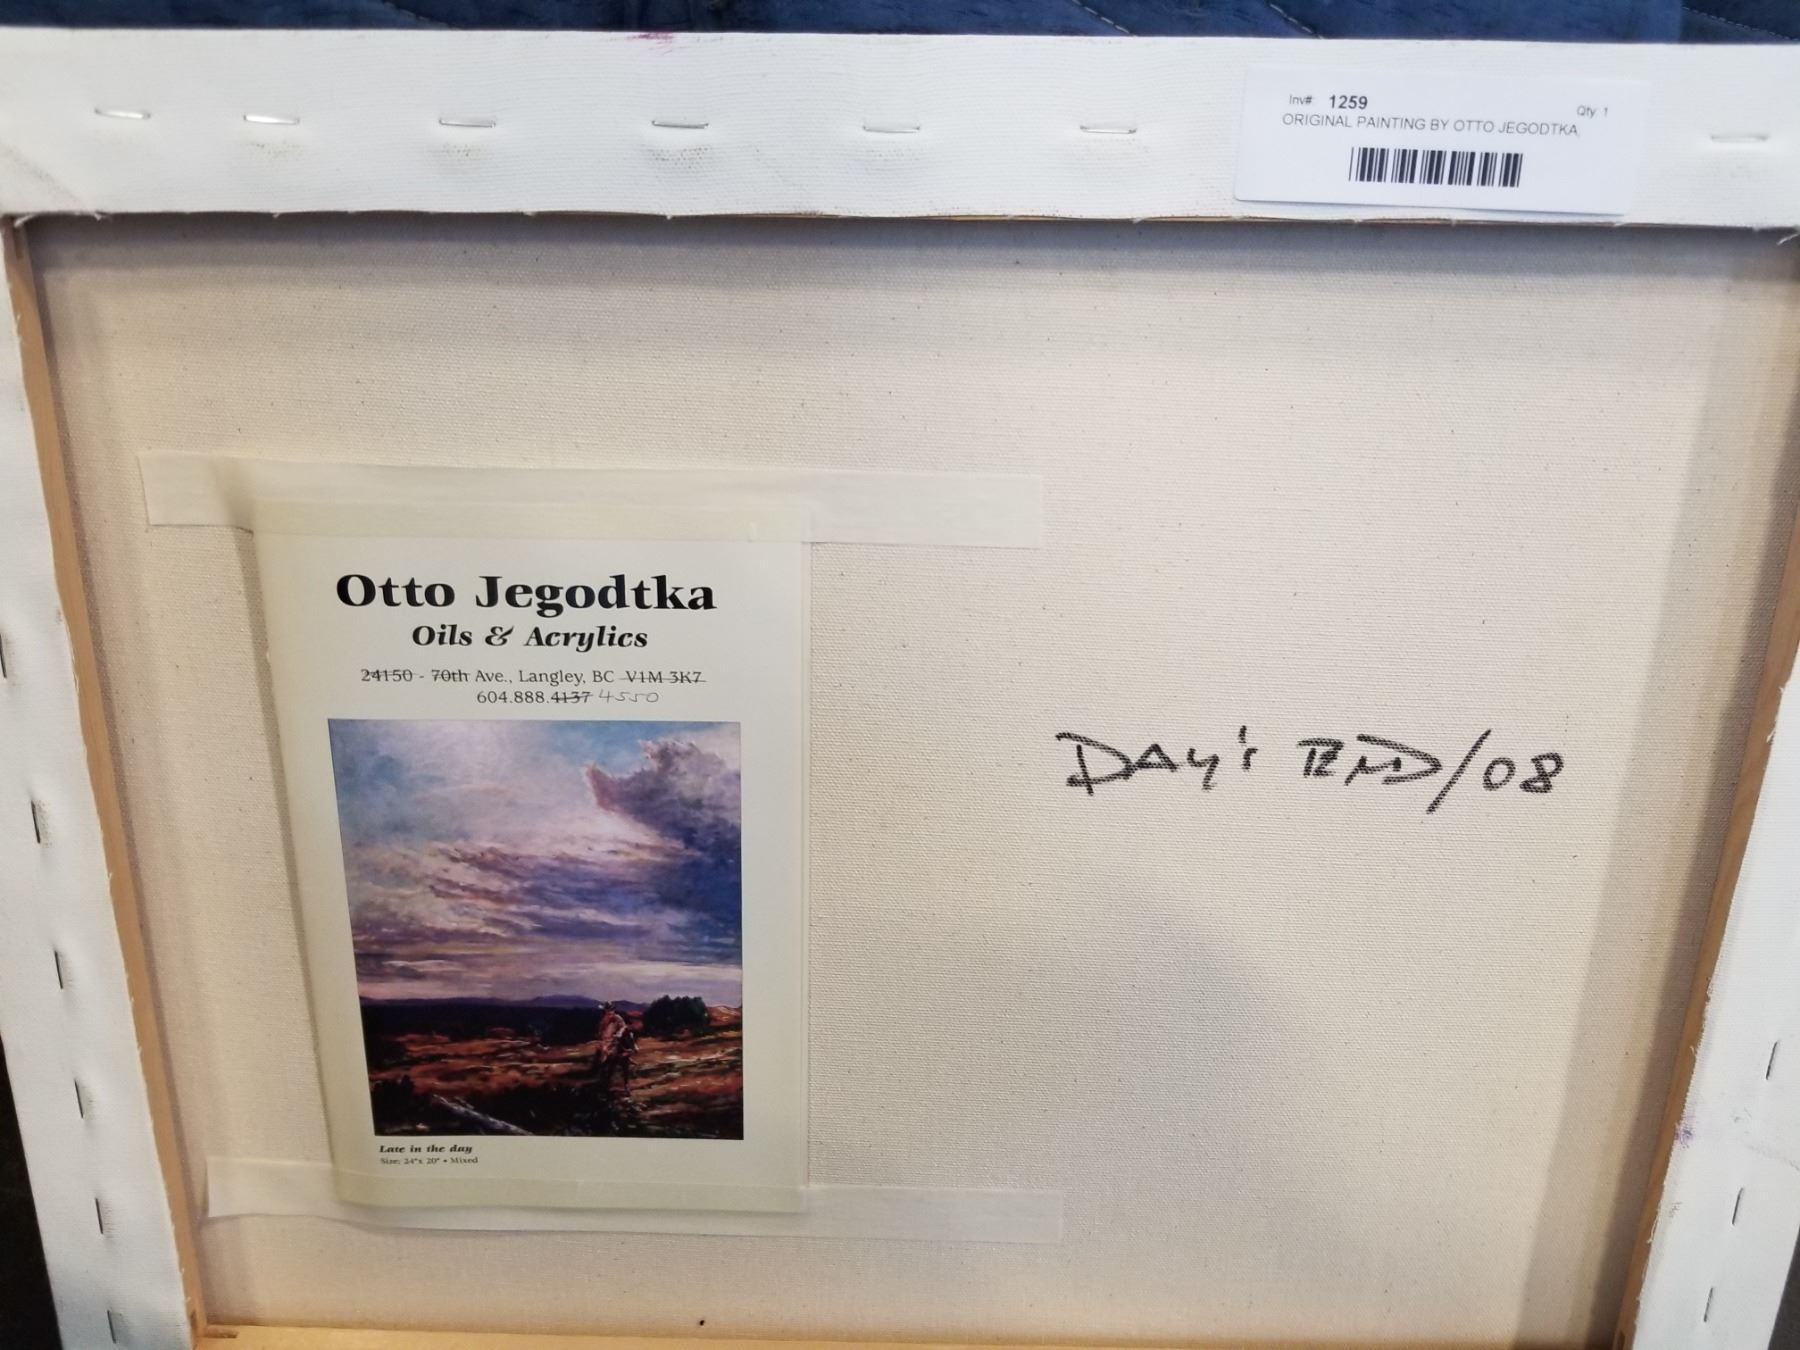 Inv# 1259 Qty 1
ORIGINAL PAINTING BY OTTO JEGODTKA,
Otto Jegodtka
Oils & Acrylics
24150 - 70th Ave., Langley, BC V1M 3K7
604.888.4137 4550
DAY's END/08
Late in the day
Size: 24"x 20" • Mixed